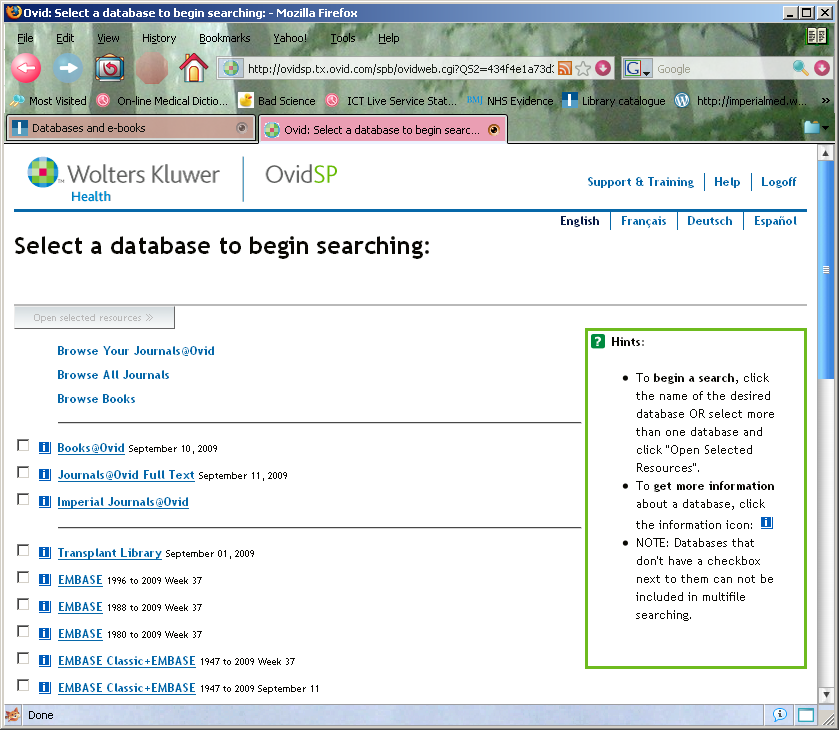 Ovid: Select a database to begin searching: - Mozilla Firefox
File Edit View History Bookmarks Yahoo! Tools Help
http://ovidsp.tx.ovid.com/spb/ovidweb.cgi?QS2=434f4e1a73d
G Google
Most Visited On-line Medical Dictio... Bad Science ICT Live Service Stat... BMJ NHS Evidence Library catalogue http://imperialmed.w... »
Databases and e-books Ovid: Select a database to begin searc...
Wolters Kluwer OvidSP
Health
Support & Training Help Logoff
English Français Deutsch Español
Select a database to begin searching:
Open selected resources »
Browse Your Journals@Ovid
Browse All Journals
Browse Books
Books@Ovid September 10, 2009
Journals@Ovid Full Text September 11, 2009
Imperial Journals@Ovid
Transplant Library September 01, 2009
EMBASE 1996 to 2009 Week 37
EMBASE 1988 to 2009 Week 37
EMBASE 1980 to 2009 Week 37
EMBASE Classic+EMBASE 1947 to 2009 Week 37
EMBASE Classic+EMBASE 1947 to 2009 September 11
? Hints:
• To begin a search, click
the name of the desired
database OR select more
than one database and
click "Open Selected
Resources".
• To get more information
about a database, click
the information icon: i
• NOTE: Databases that
don't have a checkbox
next to them can not be
included in multifile
searching.
Done